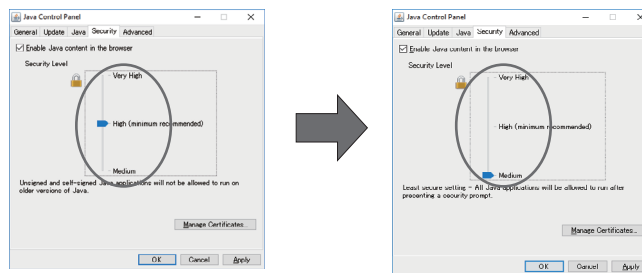 Java Control Panel
General Update Java Security Advanced
Enable Java content in the browser
Security Level
Very High
High (minimum recommended)
Medium
Unsigned and self-signed Java applications will not be allowed to run on
older versions of Java.
Manage Certificates...
OK Cancel Apply
Java Control Panel
General Update Java Security Advanced
Enable Java content in the browser
Security Level
Very High
High (minimum recommended)
Medium
Least secure setting - All Java applications will be allowed to run after
presenting a security prompt.
Manage Certificates...
OK Cancel Apply